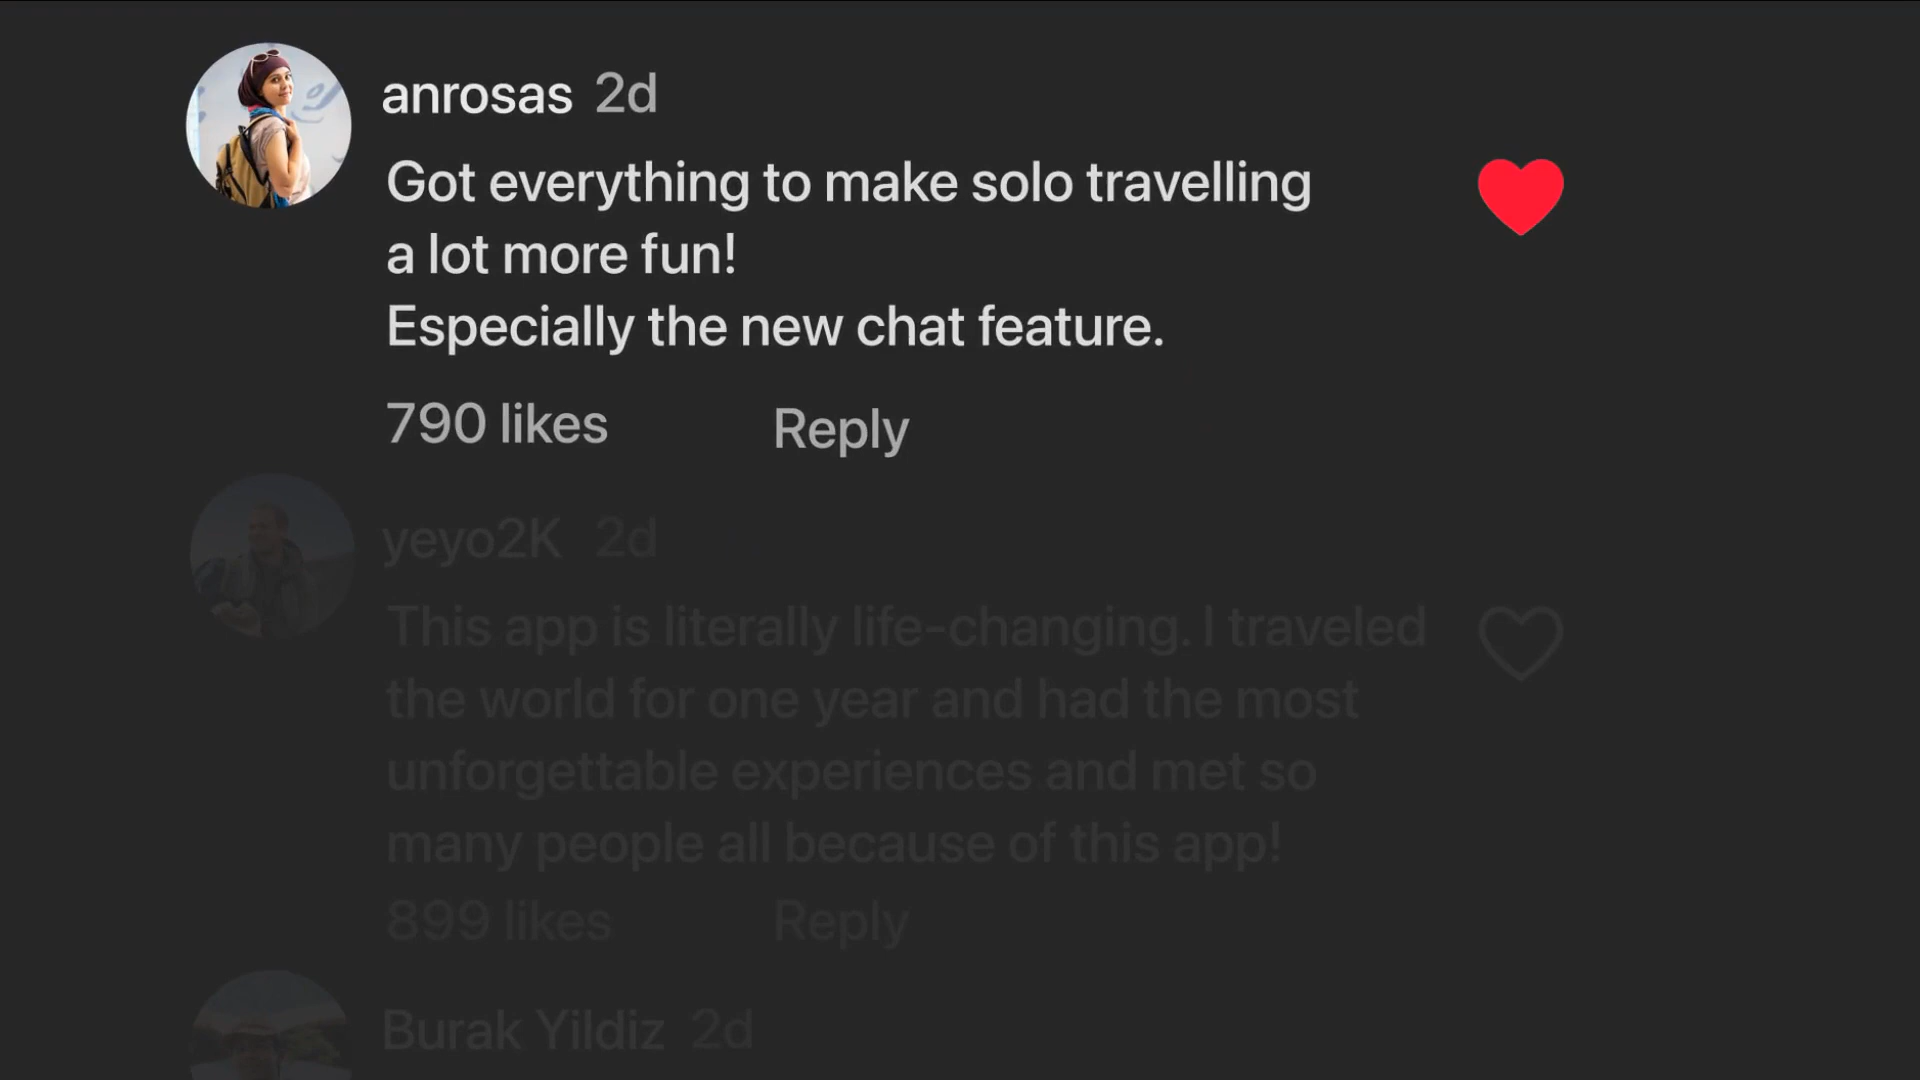 anrosas 2d
Got everything to make solo travelling
a lot more fun!
Especially the new chat feature.
790 likes Reply
yeyo2K 2d
This app is literally life-changing. I traveled
the world for one year and had the most
unforgettable experiences and met so
many people all because of this app!
899 likes Reply
Burak Yildiz 2d